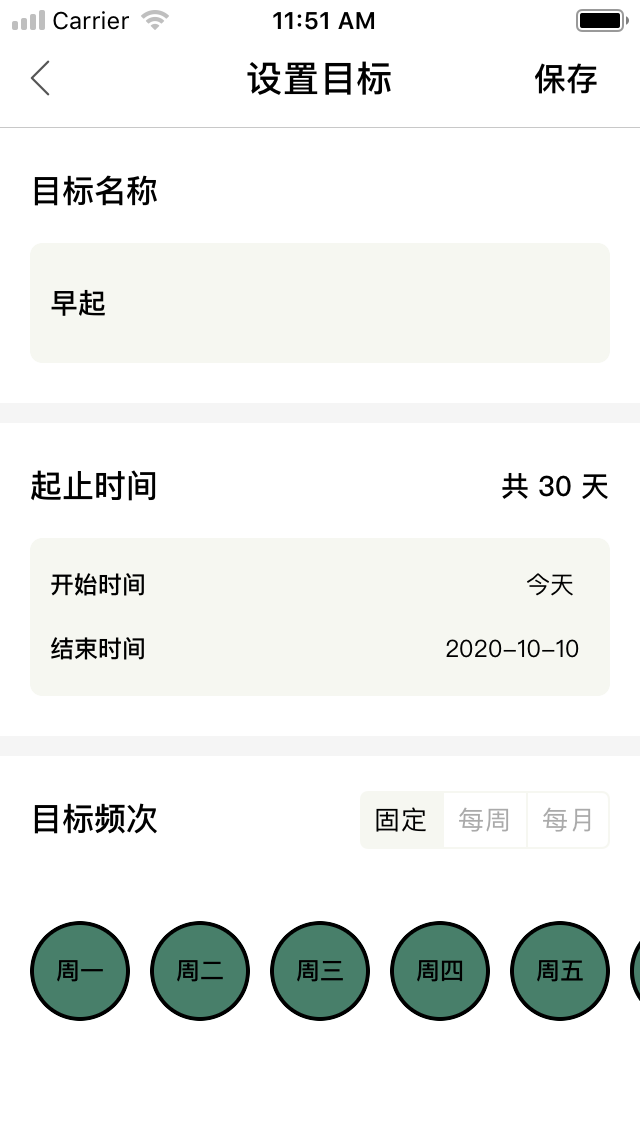 Carrier 11:51 AM
设置目标 保存
目标名称
早起
起止时间 共 30 天
开始时间 今天
结束时间 2020-10-10
目标频次 固定 每周 每月
周一 周二 周三 周四 周五